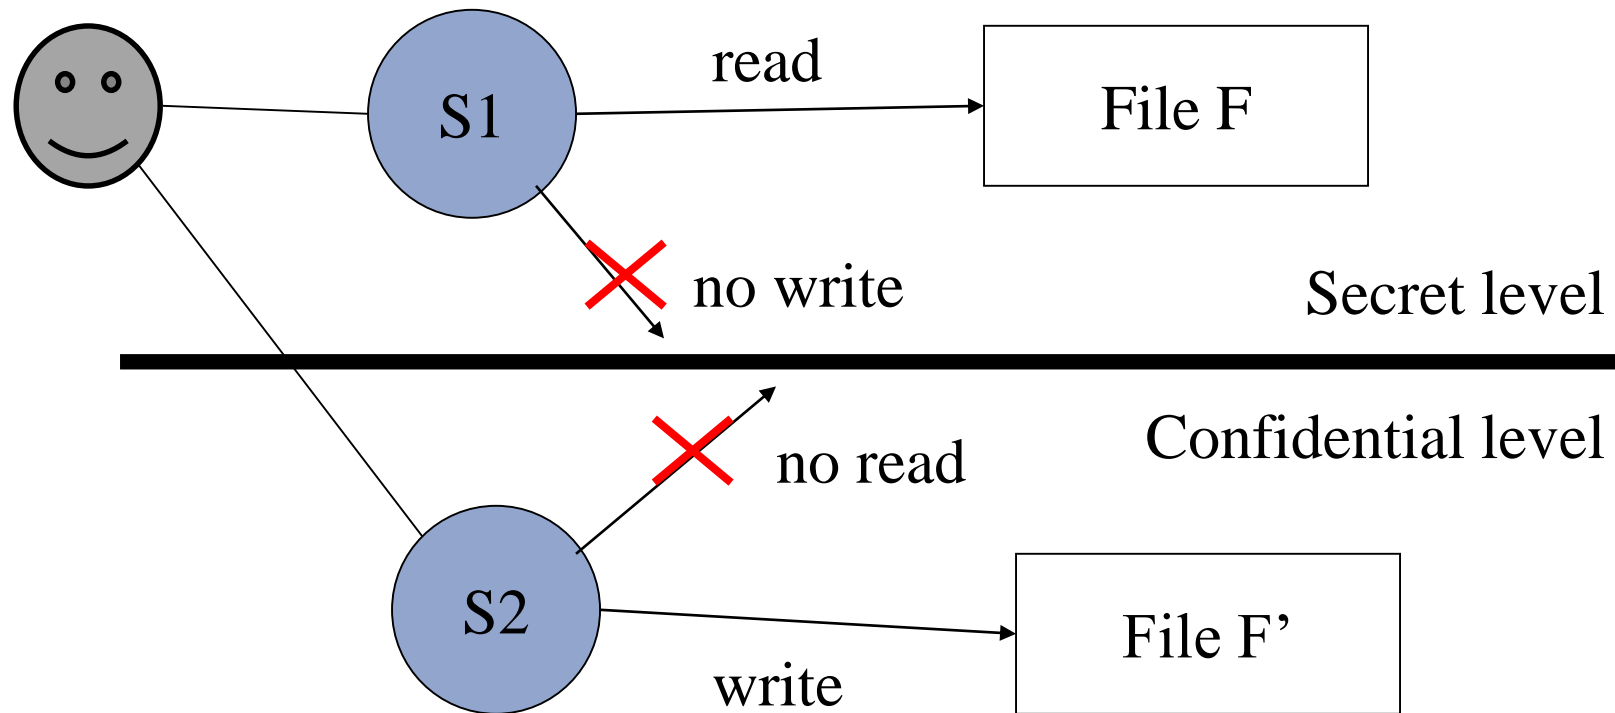 read
S1
File F
no write
Secret level
Confidential level
no read
S2
File F’
write